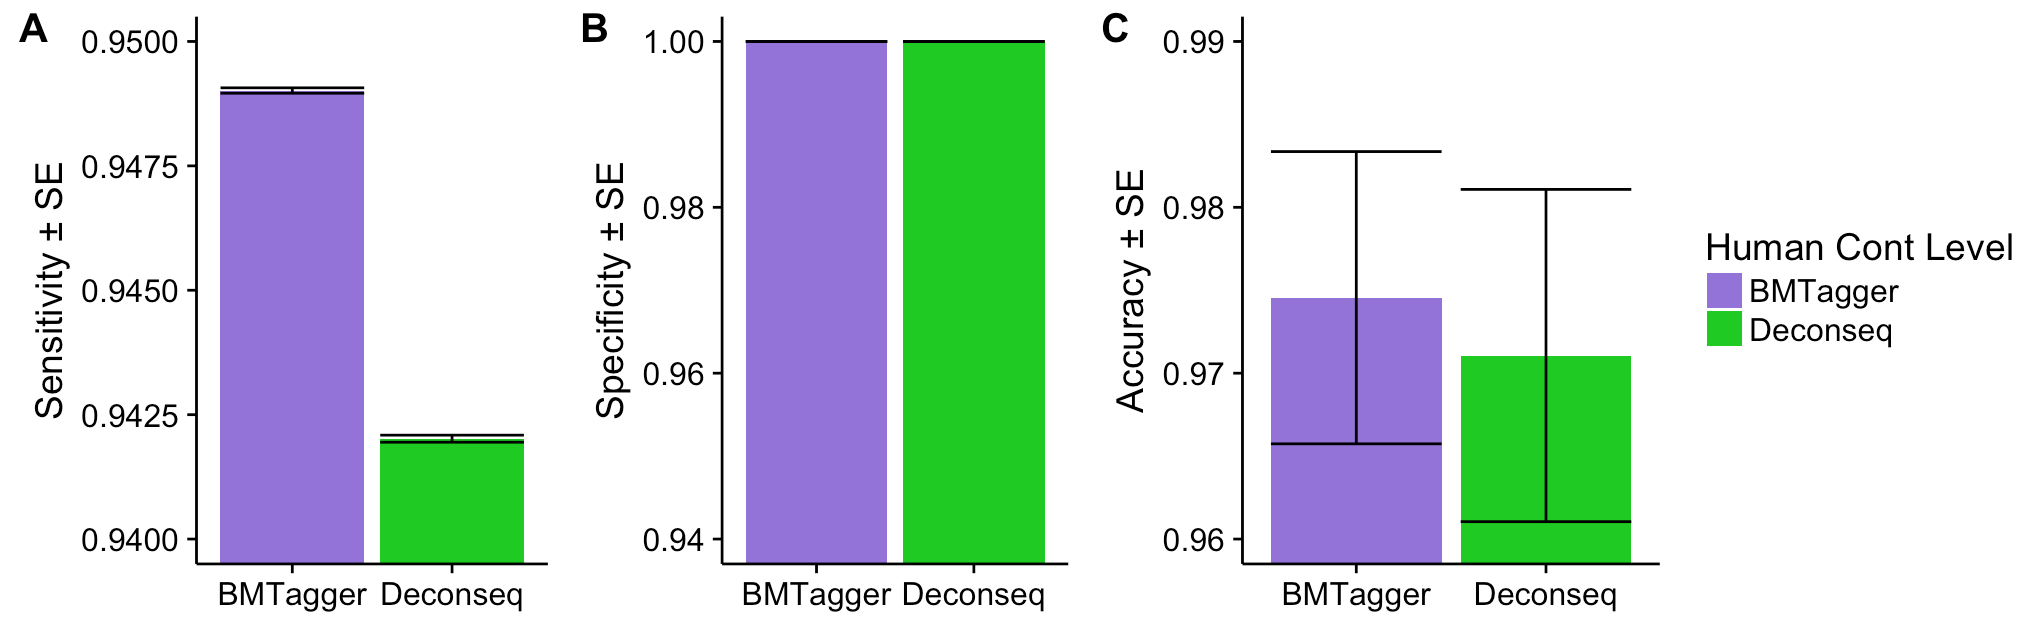 A
Sensitivity ± SE
0.9500
0.9475
0.9450
0.9425
0.9400
BMTagger Deconseq
B
Specificity ± SE
1.00
0.98
0.96
0.94
BMTagger Deconseq
C
Accuracy ± SE
0.99
0.98
0.97
0.96
BMTagger Deconseq
Human Cont Level
BMTagger
Deconseq